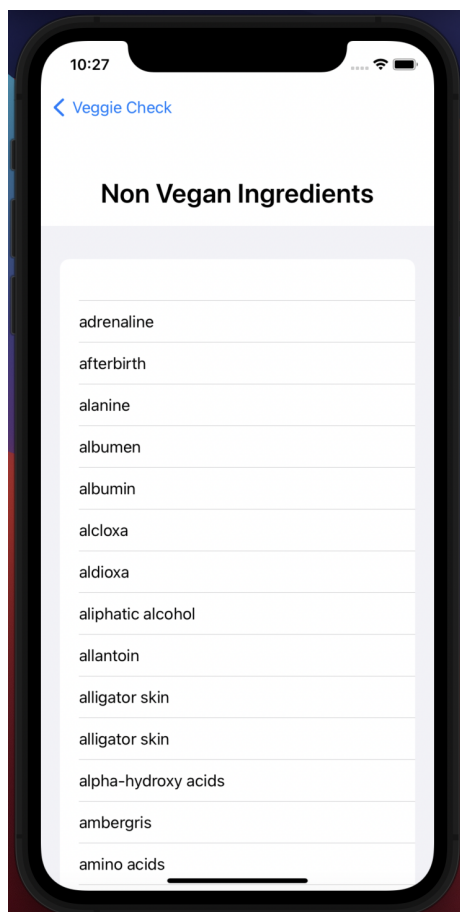 10:27
Veggie Check
Non Vegan Ingredients
adrenaline
afterbirth
alanine
albumen
albumin
alcloxa
aldioxa
aliphatic alcohol
allantoin
alligator skin
alligator skin
alpha-hydroxy acids
ambergris
amino acids